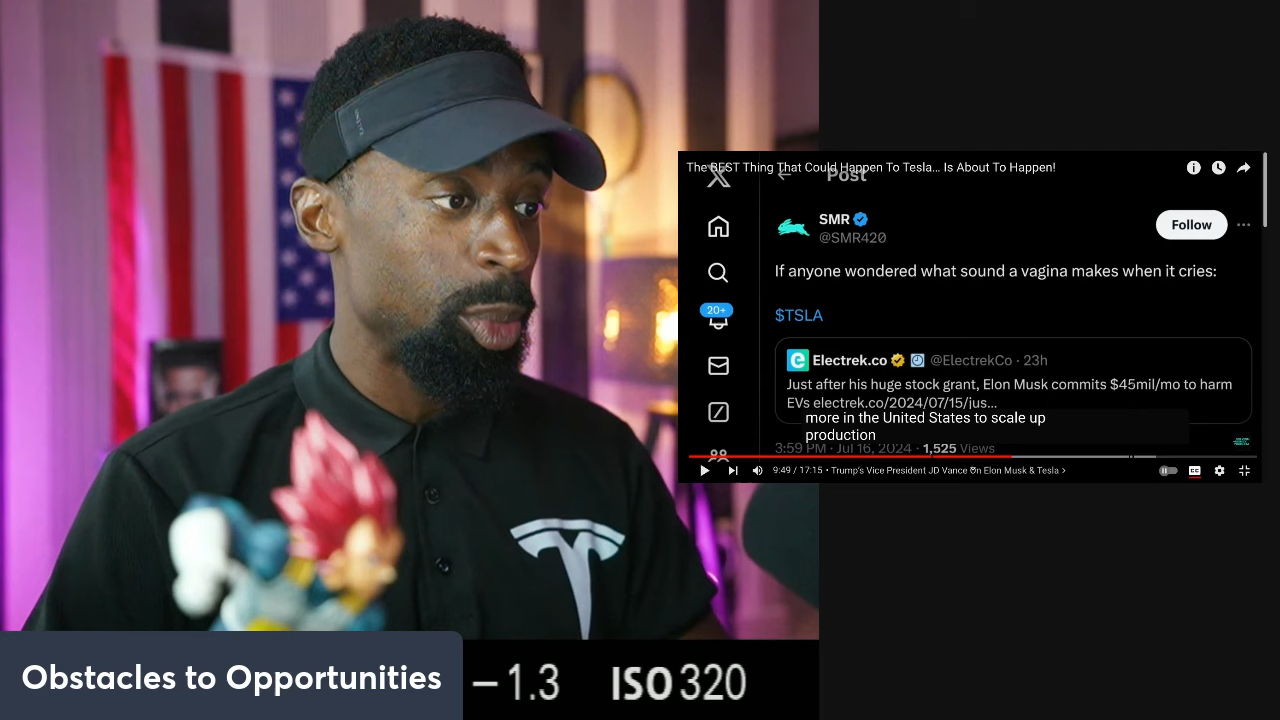 The BEST Thing That Could Happen To Tesla... Is About To Happen!
Post
SMR
@SMR420
Follow
If anyone wondered what sound a vagina makes when it cries:
$TSLA
20+
Electrek.co @ElectrekCo · 23h
Just after his huge stock grant, Elon Musk commits $45mil/mo to harm
EVs electrek.co/2024/07/15/jus...
more in the United States to scale up
production
3:59 PM · Jul 16, 2024 · 1,525 Views
9:49 / 17:15 • Trump's Vice President JD Vance On Elon Musk & Tesla >
Obstacles to Opportunities
– 1.3 ISO 320